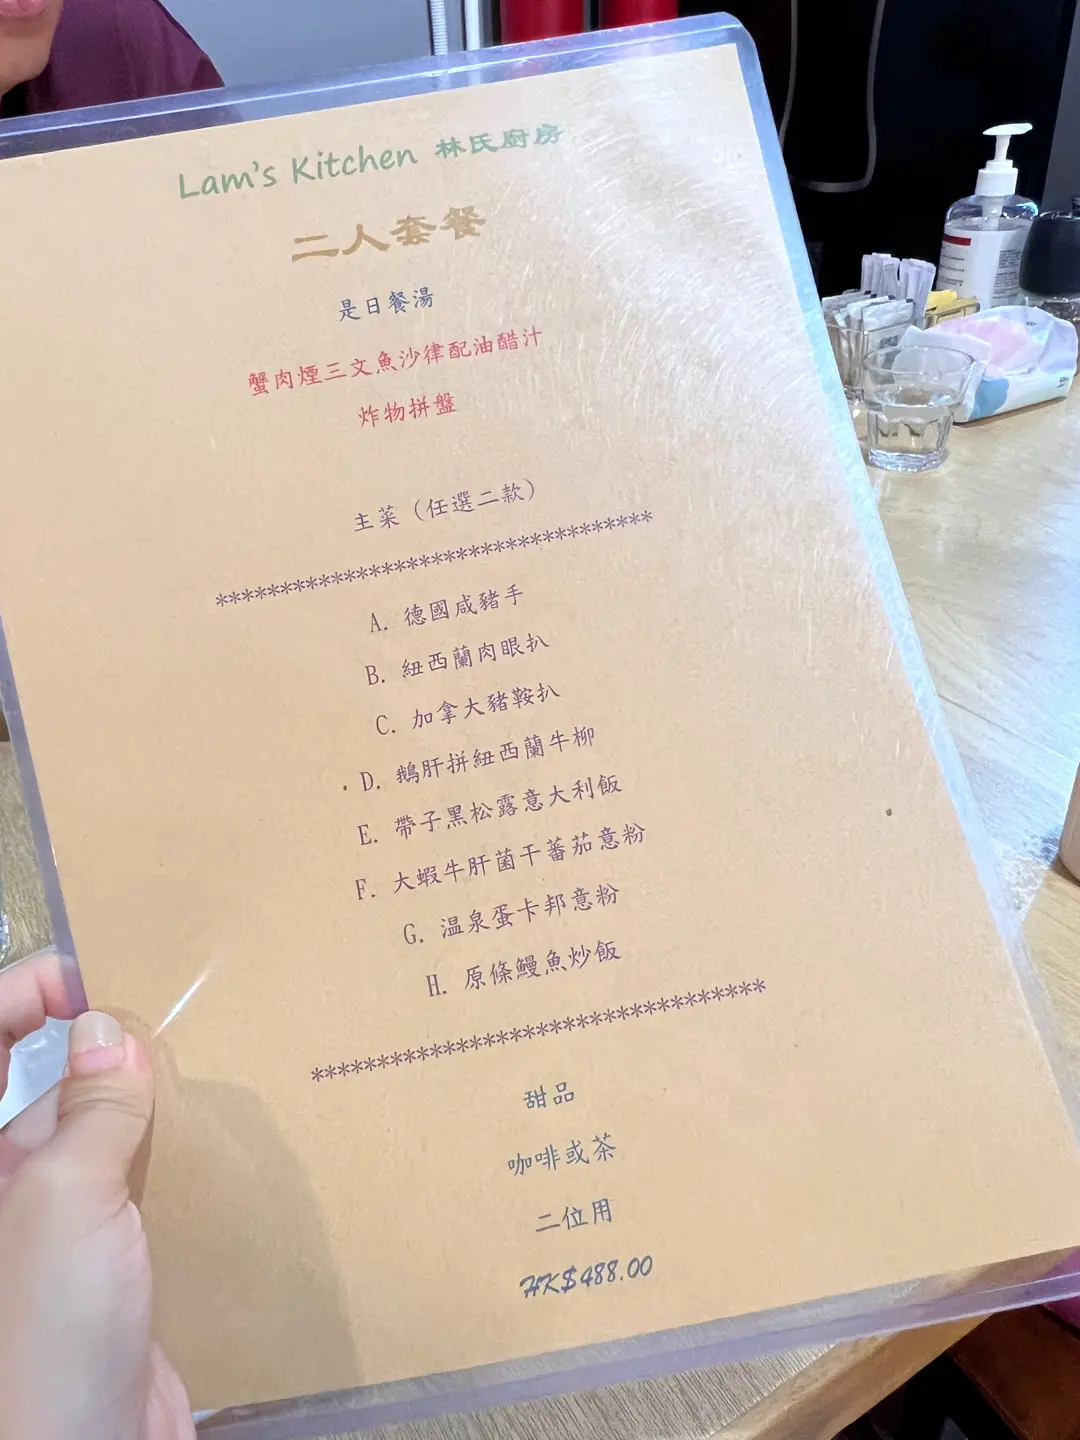 Lam's Kitchen 林氏廚房
二人套餐
是日餐湯
蟹肉煙三文魚沙律配油醋汁
炸物拼盤
主菜（任選二款）
**********************************
A. 德國咸豬手
B. 紐西蘭肉眼扒
C. 加拿大豬鞍扒
D. 鵝肝拼紐西蘭牛柳
E. 帶子黑松露意大利飯
F. 大蝦牛肝菌干蕃茄意粉
G. 温泉蛋卡邦意粉
H. 原條鰻魚炒飯
***********************************
甜品
咖啡或茶
二位用
HK$488.00